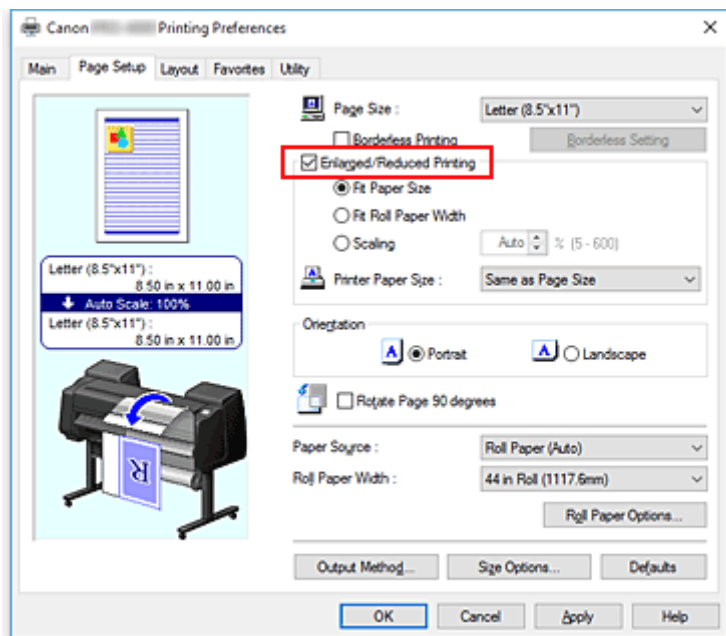 Canon Printing Preferences
Main Page Setup Layout Favorites Utility
Page Size : Letter (8.5"x11")
Borderless Printing Borderless Setting
Enlarged/Reduced Printing
Fit Paper Size
Fit Roll Paper Width
Scaling Auto % (5 - 600)
Letter (8.5"x11") :
8.50 in x 11.00 in
Auto Scale: 100%
Letter (8.5"x11") :
8.50 in x 11.00 in
Printer Paper Size : Same as Page Size
Orientation
A Portrait A Landscape
Rotate Page 90 degrees
R
Paper Source : Roll Paper (Auto)
Roll Paper Width : 44 in Roll (1117.6mm)
Roll Paper Options...
Output Method... Size Options... Defaults
OK Cancel Apply Help